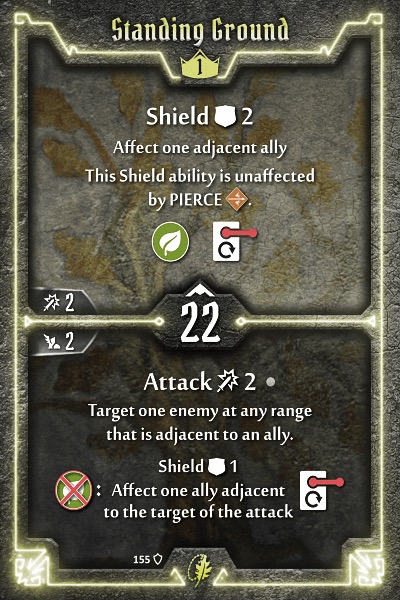 Standing Ground
1
Shield 2
Affect one adjacent ally
This Shield ability is unaffected
by PIERCE .
2
22
2
Attack 2
Target one enemy at any range
that is adjacent to an ally.
Shield 1
: Affect one ally adjacent
to the target of the attack
155